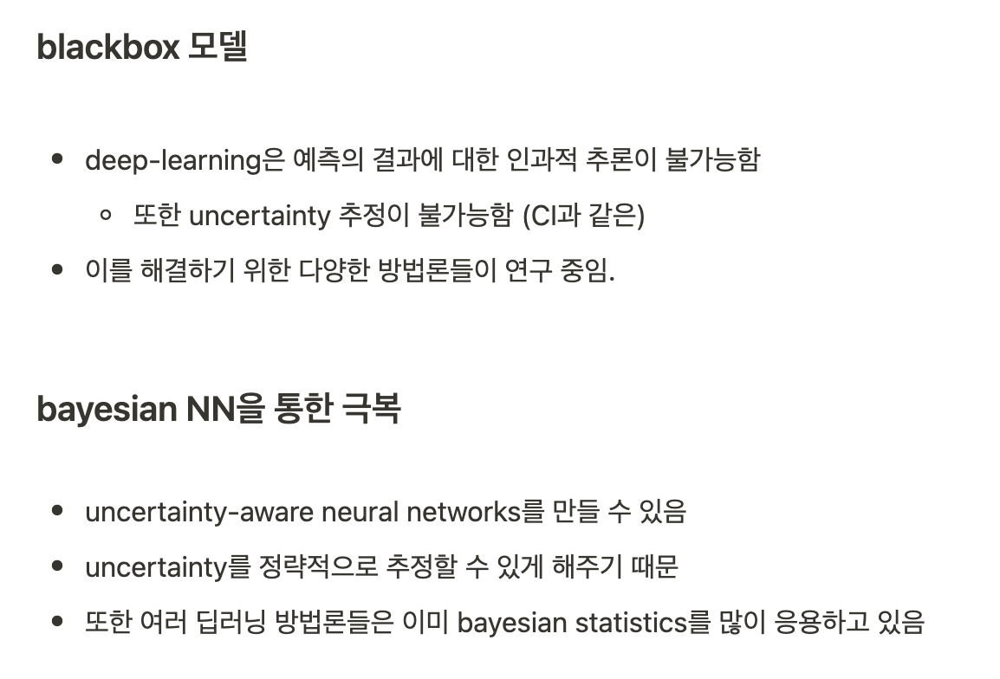 blackbox 모델
deep-learning은 예측의 결과에 대한 인과적 추론이 불가능함
또한 uncertainty 추정이 불가능함 (CI과 같은)
이를 해결하기 위한 다양한 방법론들이 연구 중임.
bayesian NN을 통한 극복
uncertainty-aware neural networks를 만들 수 있음
uncertainty를 정략적으로 추정할 수 있게 해주기 때문
또한 여러 딥러닝 방법론들은 이미 bayesian statistics를 많이 응용하고 있음